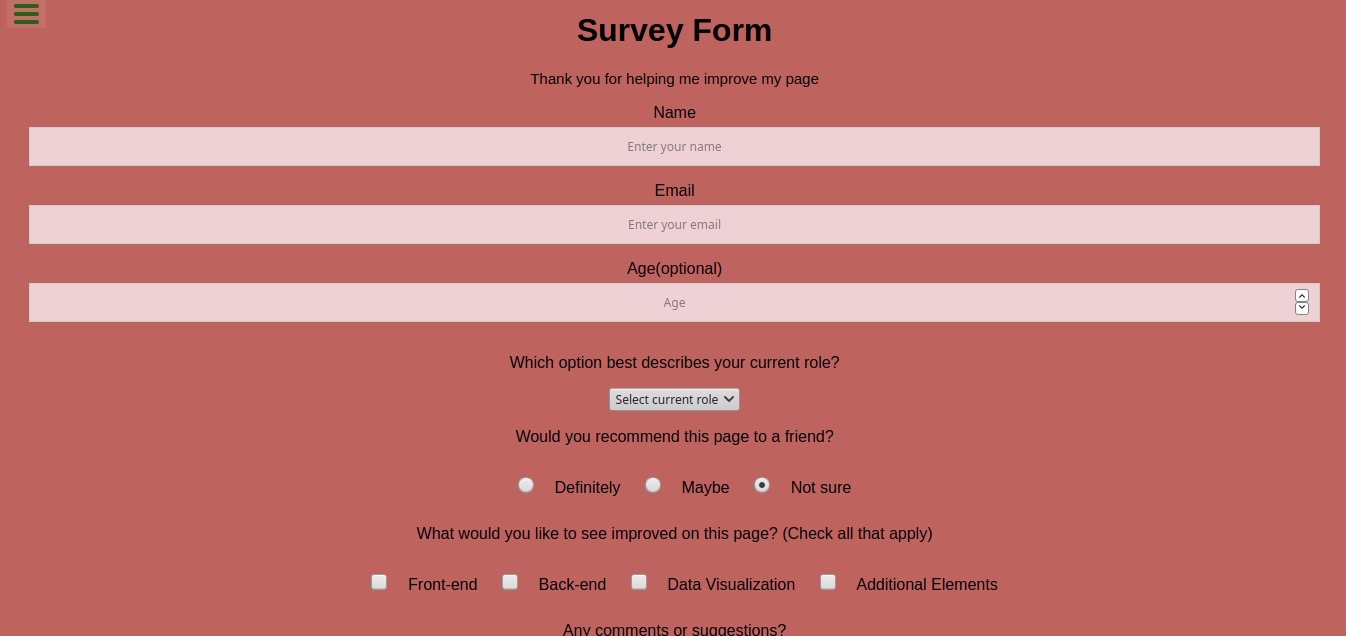 Survey Form
Thank you for helping me improve my page
Name
Enter your name
Email
Enter your email
Age(optional)
Age
Which option best describes your current role?
Select current role
Would you recommend this page to a friend?
Definitely Maybe Not sure
What would you like to see improved on this page? (Check all that apply)
Front-end Back-end Data Visualization Additional Elements
Any comments or suggestions?